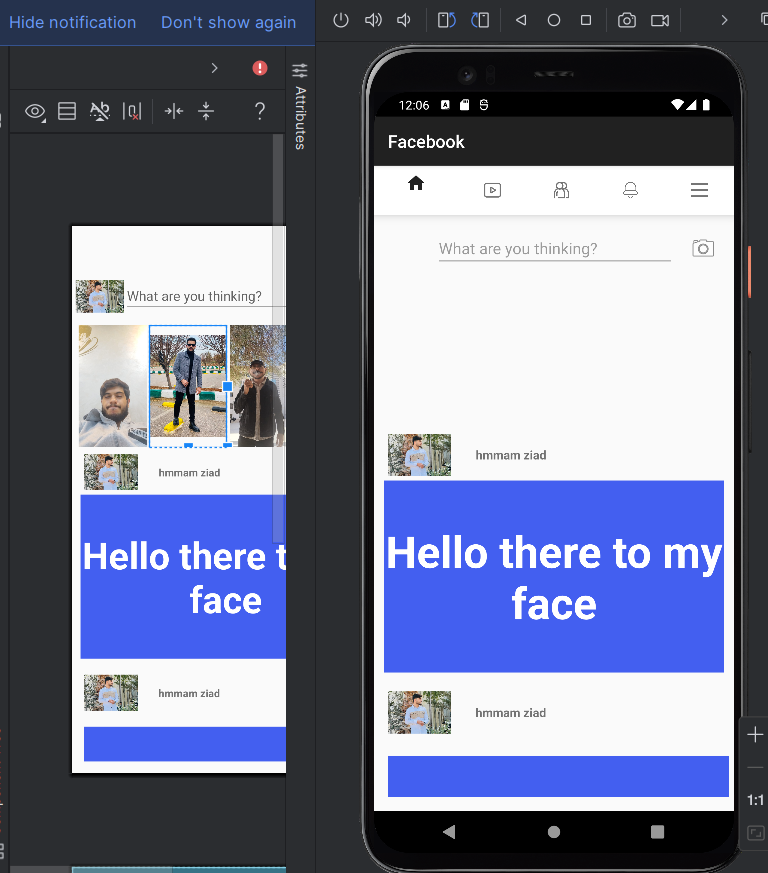 Hide notification Don't show again
Attributes
What are you thinking?
hmmam ziad
Hello there t
face
hmmam ziad
12:06
Facebook
What are you thinking?
hmmam ziad
Hello there to my
face
hmmam ziad
1:1